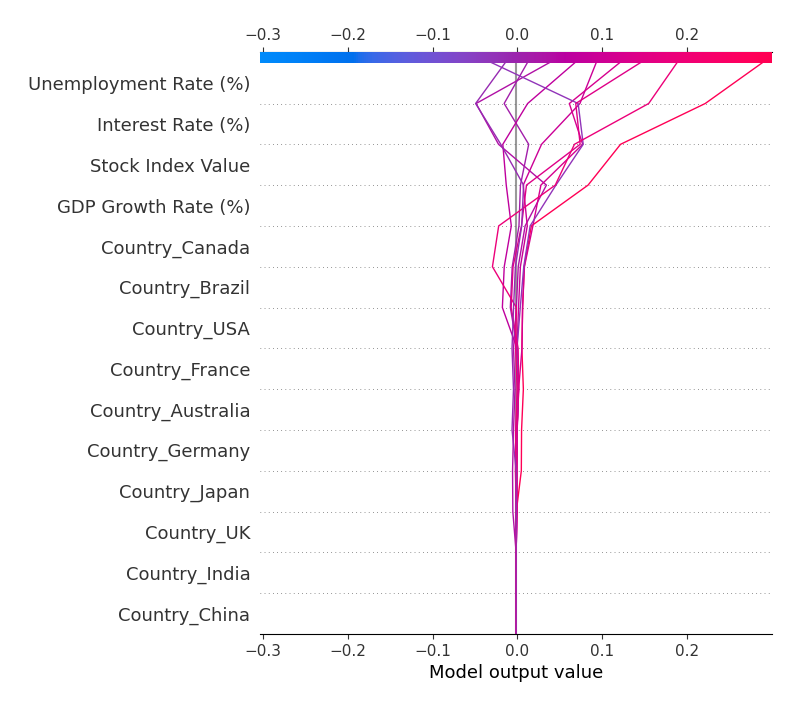 −0.3 −0.2 −0.1 0.0 0.1 0.2
Unemployment Rate (%)
Interest Rate (%)
Stock Index Value
GDP Growth Rate (%)
Country_Canada
Country_Brazil
Country_USA
Country_France
Country_Australia
Country_Germany
Country_Japan
Country_UK
Country_India
Country_China
−0.3 −0.2 −0.1 0.0 0.1 0.2
Model output value